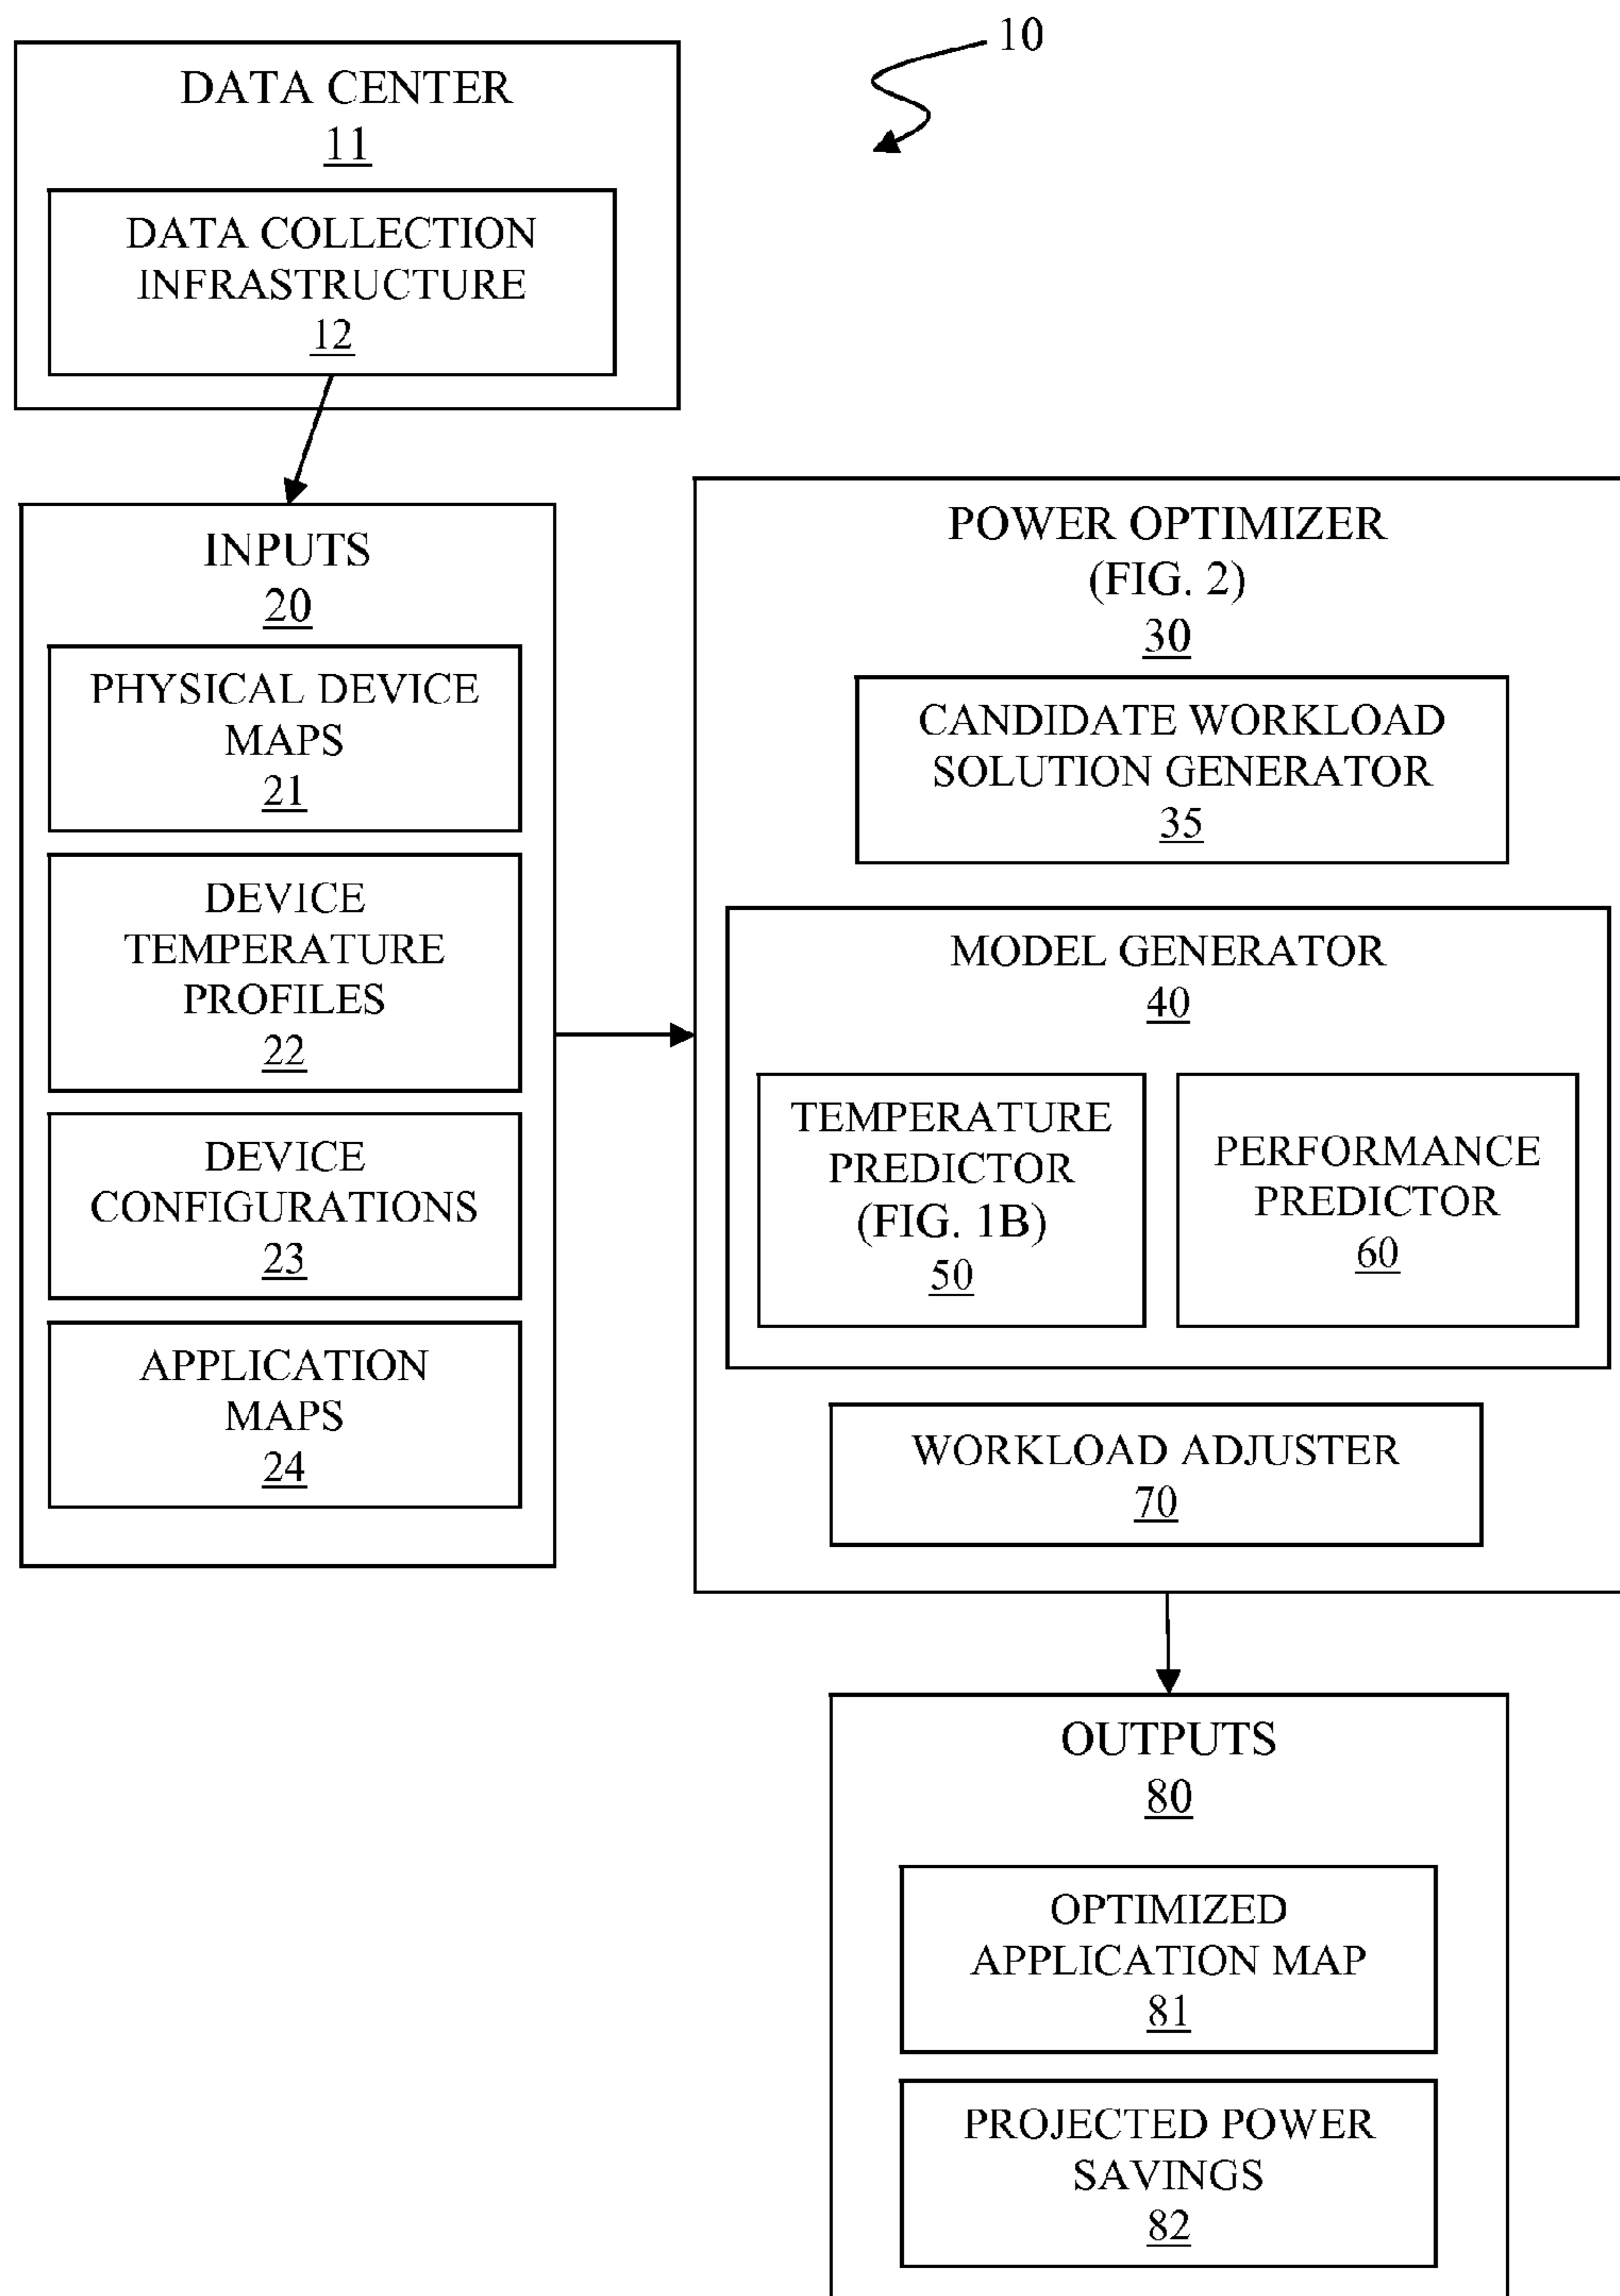 10
DATA CENTER
11
DATA COLLECTION
INFRASTRUCTURE
12
INPUTS
20
PHYSICAL DEVICE
MAPS
21
DEVICE
TEMPERATURE
PROFILES
22
DEVICE
CONFIGURATIONS
23
APPLICATION
MAPS
24
POWER OPTIMIZER
(FIG. 2)
30
CANDIDATE WORKLOAD
SOLUTION GENERATOR
35
MODEL GENERATOR
40
TEMPERATURE
PREDICTOR
(FIG. 1B)
50
PERFORMANCE
PREDICTOR
60
WORKLOAD ADJUSTER
70
OUTPUTS
80
OPTIMIZED
APPLICATION MAP
81
PROJECTED POWER
SAVINGS
82